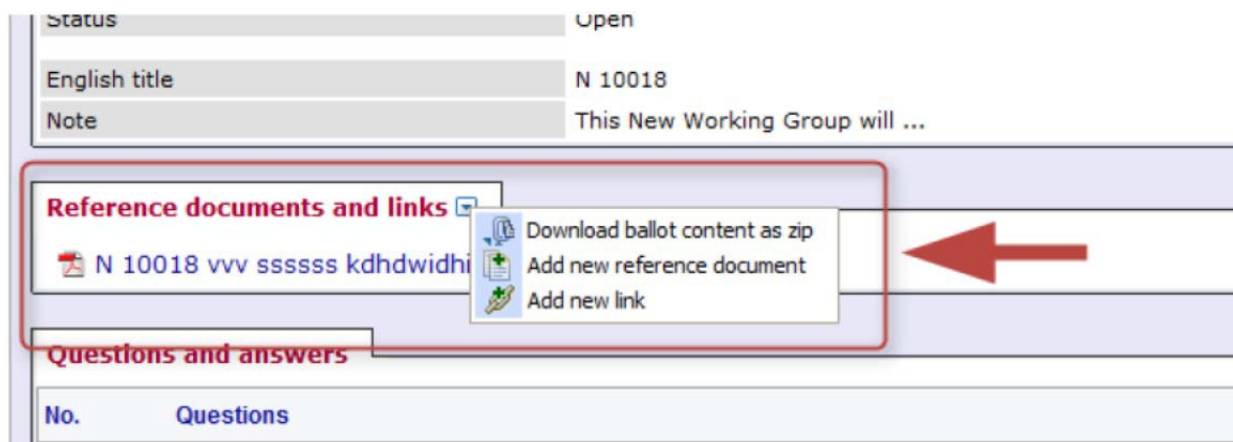 Status Open
English title N 10018
Note This New Working Group will ...
Reference documents and links
Download ballot content as zip
N 10018 vvv ssssss kdhdwidhi
Add new reference document
Add new link
Questions and answers
No. Questions